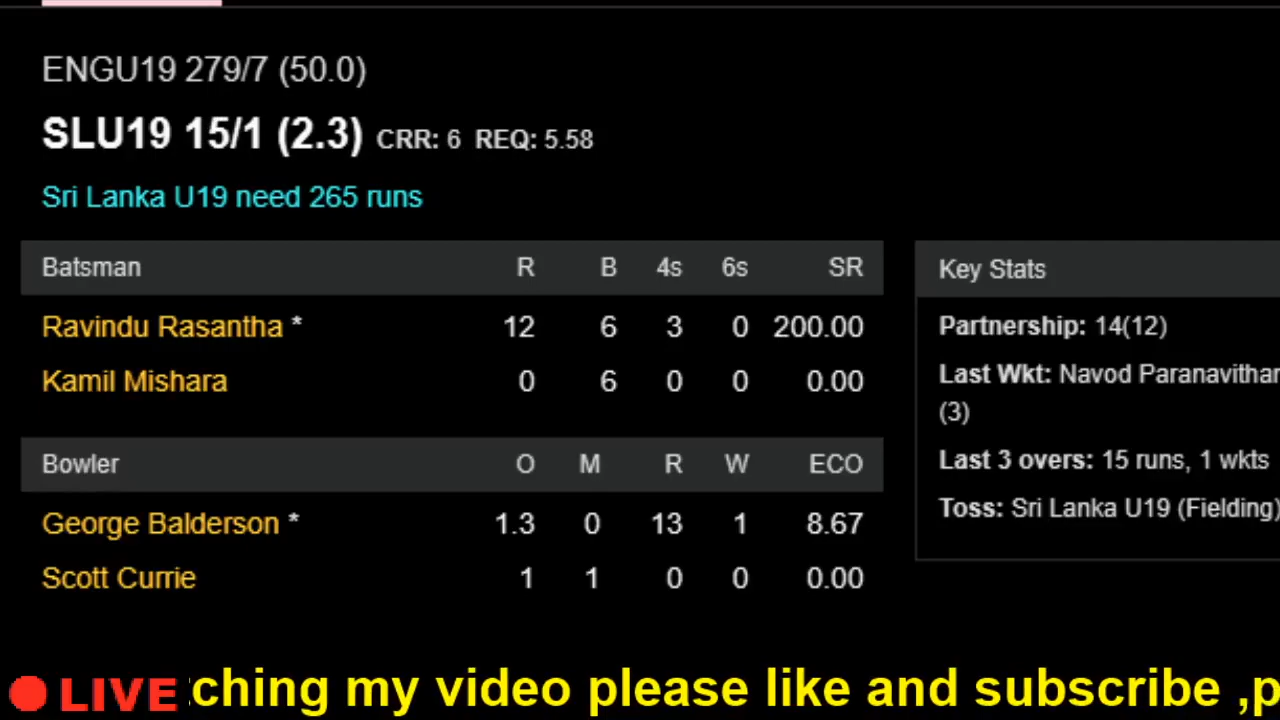 ENGU19 279/7 (50.0)
SLU19 15/1 (2.3) CRR: 6 REQ: 5.58
Sri Lanka U19 need 265 runs
Batsman R B 4s 6s SR
Ravindu Rasantha * 12 6 3 0 200.00
Kamil Mishara 0 6 0 0 0.00
Bowler O M R W ECO
George Balderson * 1.3 0 13 1 8.67
Scott Currie 1 1 0 0 0.00
Key Stats
Partnership: 14(12)
Last Wkt: Navod Paranavithan
(3)
Last 3 overs: 15 runs, 1 wkts
Toss: Sri Lanka U19 (Fielding)
LIVE ching my video please like and subscribe ,p